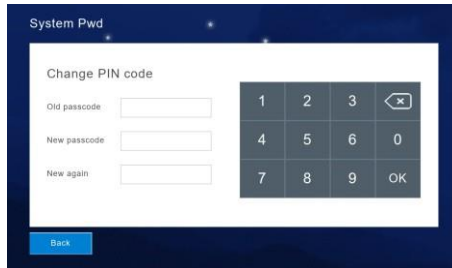 System Pwd
Change PIN code
Old passcode
New passcode
New again
1 2 3
4 5 6 0
7 8 9 OK
Back